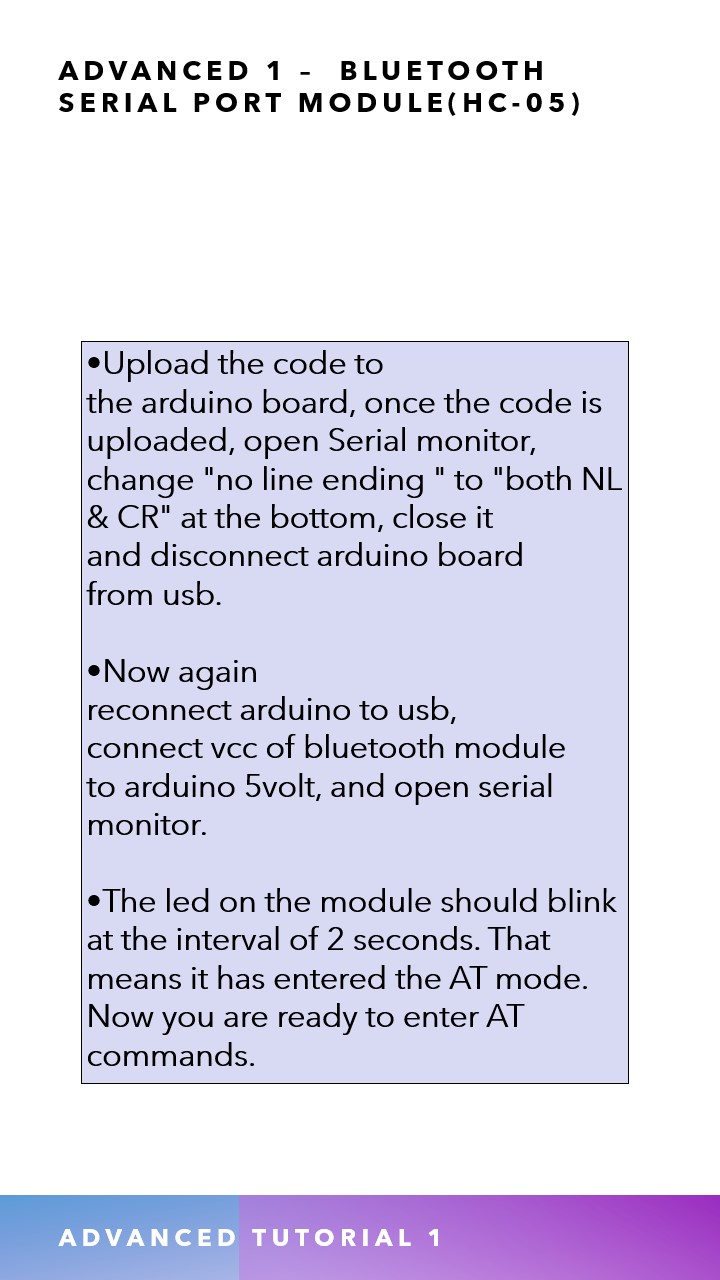 ADVANCED 1 – BLUETOOTH
SERIAL PORT MODULE(HC-05)
•Upload the code to
the arduino board, once the code is
uploaded, open Serial monitor,
change "no line ending " to "both NL
& CR" at the bottom, close it
and disconnect arduino board
from usb.
•Now again
reconnect arduino to usb,
connect vcc of bluetooth module
to arduino 5volt, and open serial
monitor.
•The led on the module should blink
at the interval of 2 seconds. That
means it has entered the AT mode.
Now you are ready to enter AT
commands.
ADVANCED TUTORIAL 1